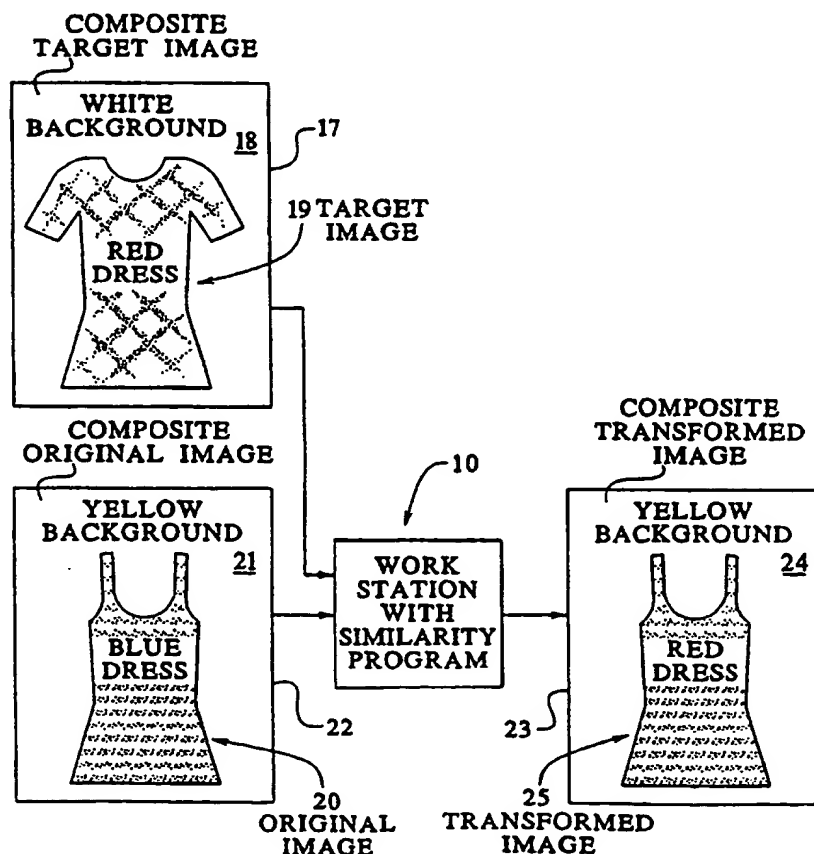 COMPOSITE
TARGET IMAGE
WHITE
BACKGROUND
18
17
19 TARGET
IMAGE
RED
DRESS
COMPOSITE
ORIGINAL IMAGE
YELLOW
BACKGROUND
21
BLUE
DRESS
22
20
ORIGINAL
IMAGE
10
WORK
STATION
WITH
SIMILARITY
PROGRAM
COMPOSITE
TRANSFORMED
IMAGE
YELLOW
BACKGROUND
24
RED
DRESS
23
25
TRANSFORMED
IMAGE